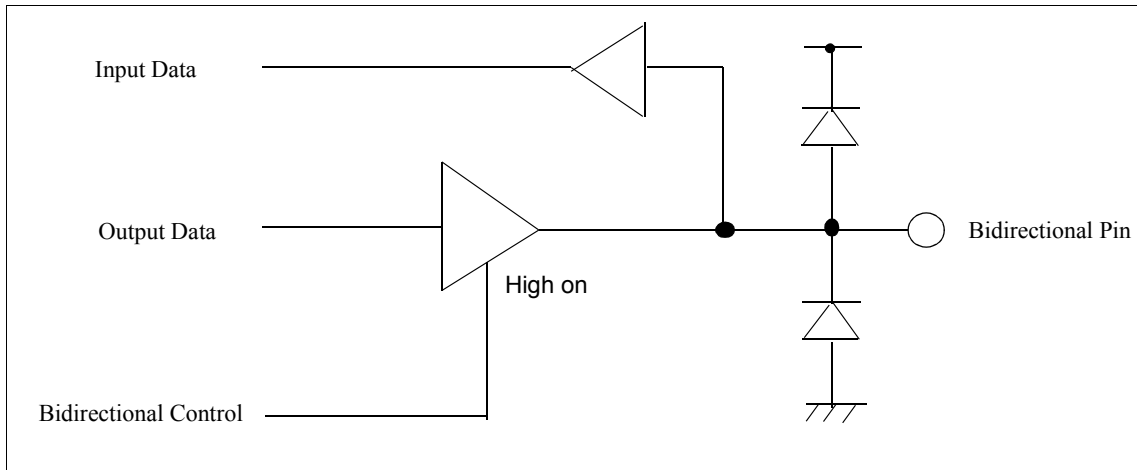 Input Data
Output Data
Bidirectional Pin
High on
Bidirectional Control